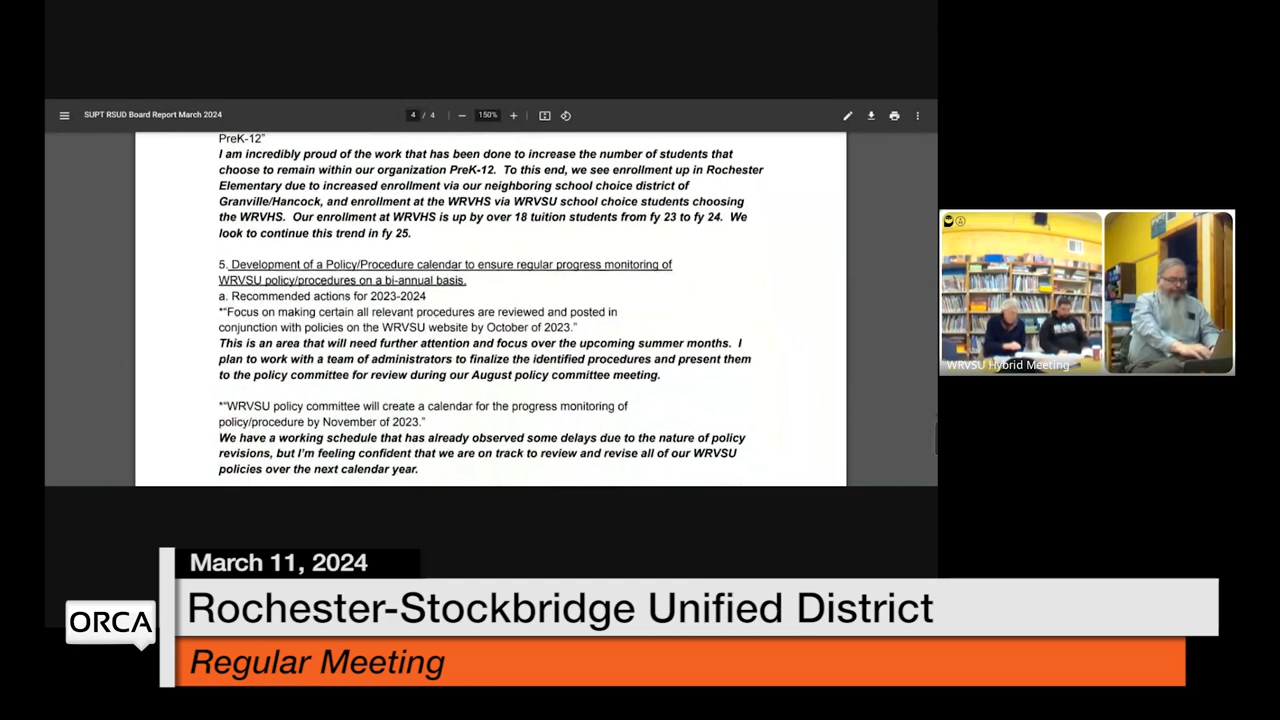 SUPT RSUD Board Report March 2024
4 / 4
150%
PreK-12"
I am incredibly proud of the work that has been done to increase the number of students that
choose to remain within our organization PreK-12. To this end, we see enrollment up in Rochester
Elementary due to increased enrollment via our neighboring school choice district of
Granville/Hancock, and enrollment at the WRVHS via WRVSU school choice students choosing
the WRVHS. Our enrollment at WRVHS is up by over 18 tuition students from fy 23 to fy 24. We
look to continue this trend in fy 25.
5. Development of a Policy/Procedure calendar to ensure regular progress monitoring of
WRVSU policy/procedures on a bi-annual basis.
a. Recommended actions for 2023-2024
*"Focus on making certain all relevant procedures are reviewed and posted in
conjunction with policies on the WRVSU website by October of 2023."
This is an area that will need further attention and focus over the upcoming summer months. I
plan to work with a team of administrators to finalize the identified procedures and present them
to the policy committee for review during our August policy committee meeting.
*"WRVSU policy committee will create a calendar for the progress monitoring of
policy/procedure by November of 2023."
We have a working schedule that has already observed some delays due to the nature of policy
revisions, but I'm feeling confident that we are on track to review and revise all of our WRVSU
policies over the next calendar year.
WRVSU Hybrid Meeting
March 11, 2024
ORCA
Rochester-Stockbridge Unified District
Regular Meeting